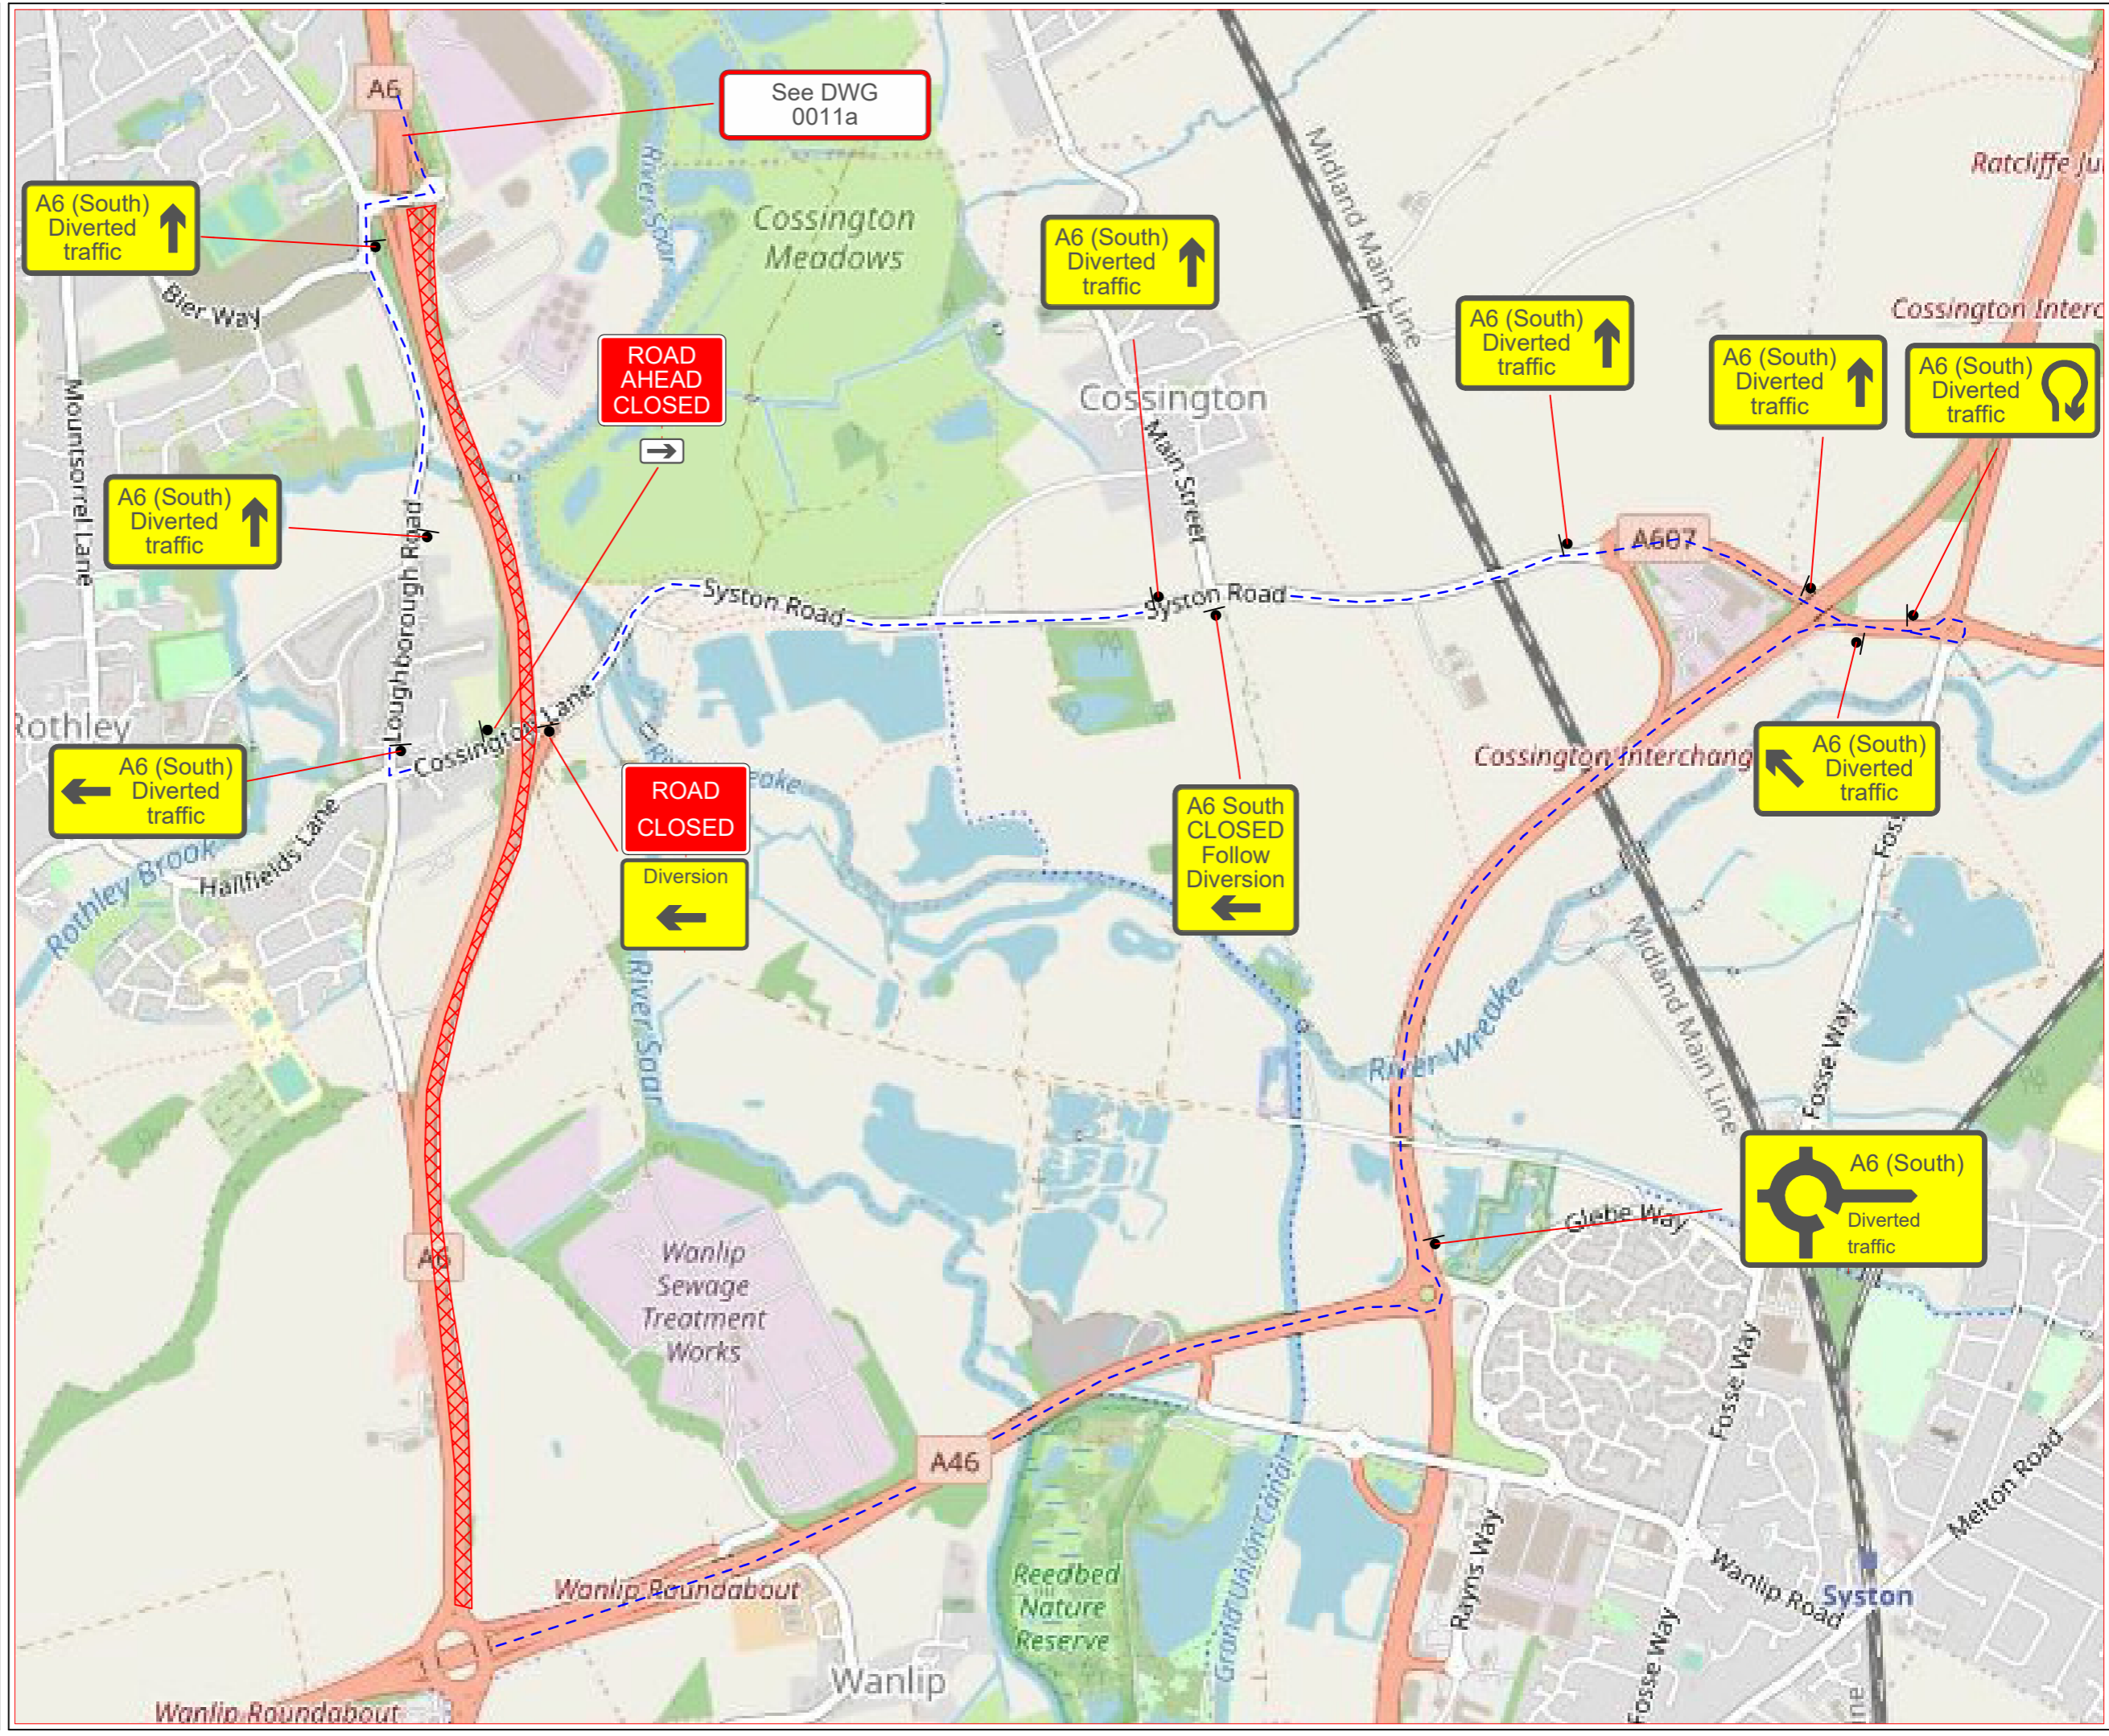 A6
See DWG
0011a
River Soar
Midland Main Line
Ratcliffe Ju
A6 (South)
Diverted
traffic
Cossington
Meadows
A6 (South)
Diverted
traffic
Bier Way
Cossington Interc
A6 (South)
Diverted
traffic
A6 (South)
Diverted
traffic
A6 (South)
Diverted
traffic
ROAD
AHEAD
CLOSED
Mountsorrel Lane
Cossington
Main Street
A6 (South)
Diverted
traffic
Loughborough Road
A607
Syston Road
Syston Road
Rothley
Cossington Lane
A6 (South)
Diverted
traffic
ROAD
CLOSED
Diversion
Cossington Interchang
A6 (South)
Diverted
traffic
A6 South
CLOSED
Follow
Diversion
Rothley Brook
Hallfields Lane
Fos
River Soar
River Wreake
Midland Main Line
Fosse Way
A6 (South)
Diverted
traffic
Glebe Way
A6
Wanlip
Sewage
Treatment
Works
Fosse Way
A46
Melton Road
Grand Union Canal
Rayns Way
Wanlip Road
Syston
Wanlip Roundabout
Reedbed
Nature
Reserve
Fosse Way
Wanlip
Wanlip Roundabout
ine